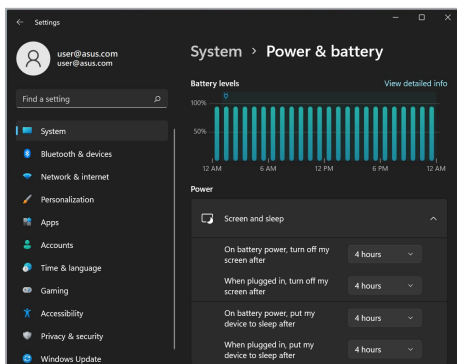 Settings
user@asus.com
user@asus.com
Find a setting
System
Bluetooth & devices
Network & internet
Personalization
Apps
Accounts
Time & language
Gaming
Accessibility
Privacy & security
Windows Update
System > Power & battery
Battery levels View detailed info
100%
50%
12 AM 6 AM 12 PM 6 PM 12 AM
Power
Screen and sleep
On battery power, turn off my
screen after
4 hours
When plugged in, turn off my
screen after
4 hours
On battery power, put my
device to sleep after
4 hours
When plugged in, put my
device to sleep after
4 hours